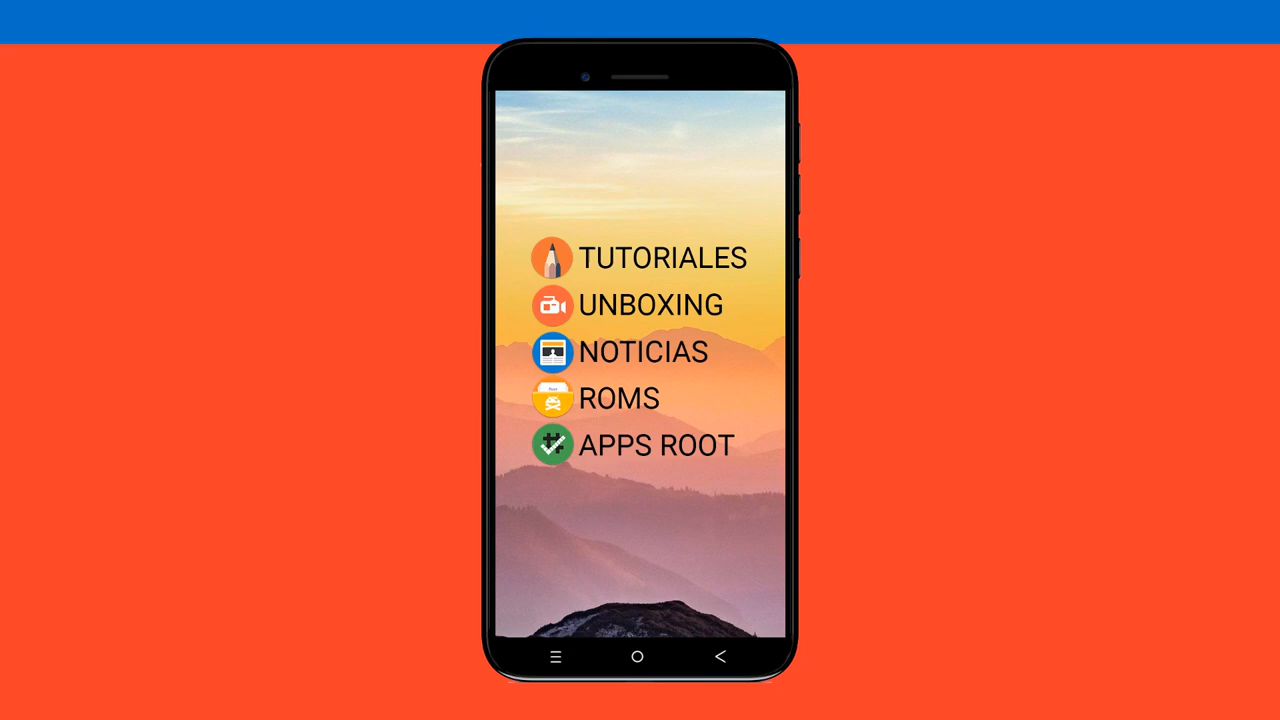 TUTORIALES
UNBOXING
NOTICIAS
ROMS
APPS ROOT